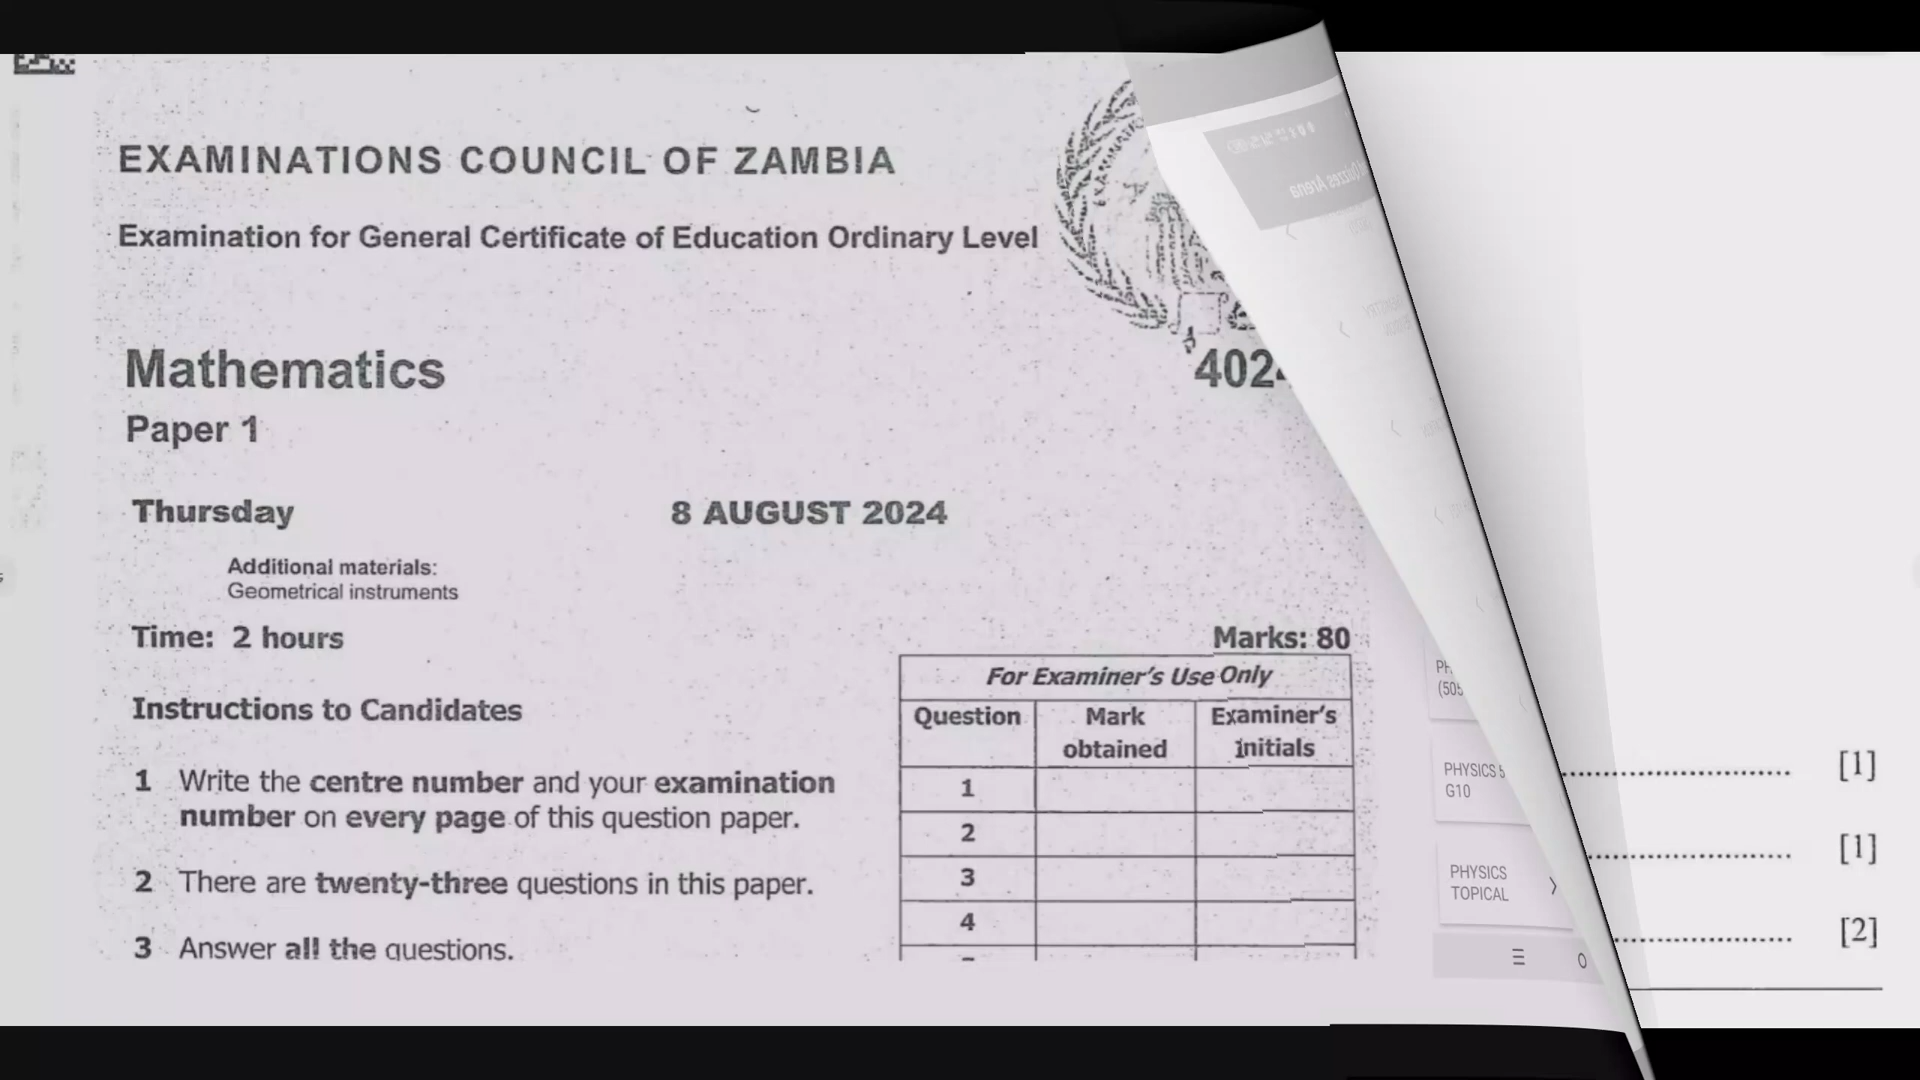 EXAMINATIONS COUNCIL OF ZAMBIA
Examination for General Certificate of Education Ordinary Level
Mathematics
402
Paper 1
Thursday
8 AUGUST 2024
Additional materials:
Geometrical instruments
Time: 2 hours
Marks: 80
For Examiner's Use Only
Question
Mark obtained
Examiner's initials
1
2
3
4
Instructions to Candidates
1 Write the centre number and your examination
number on every page of this question paper.
2 There are twenty-three questions in this paper.
3 Answer all the questions.
Quizzes Arena
PHYSICS 5
G10
PHYSICS
TOPICAL
[1]
[1]
[2]